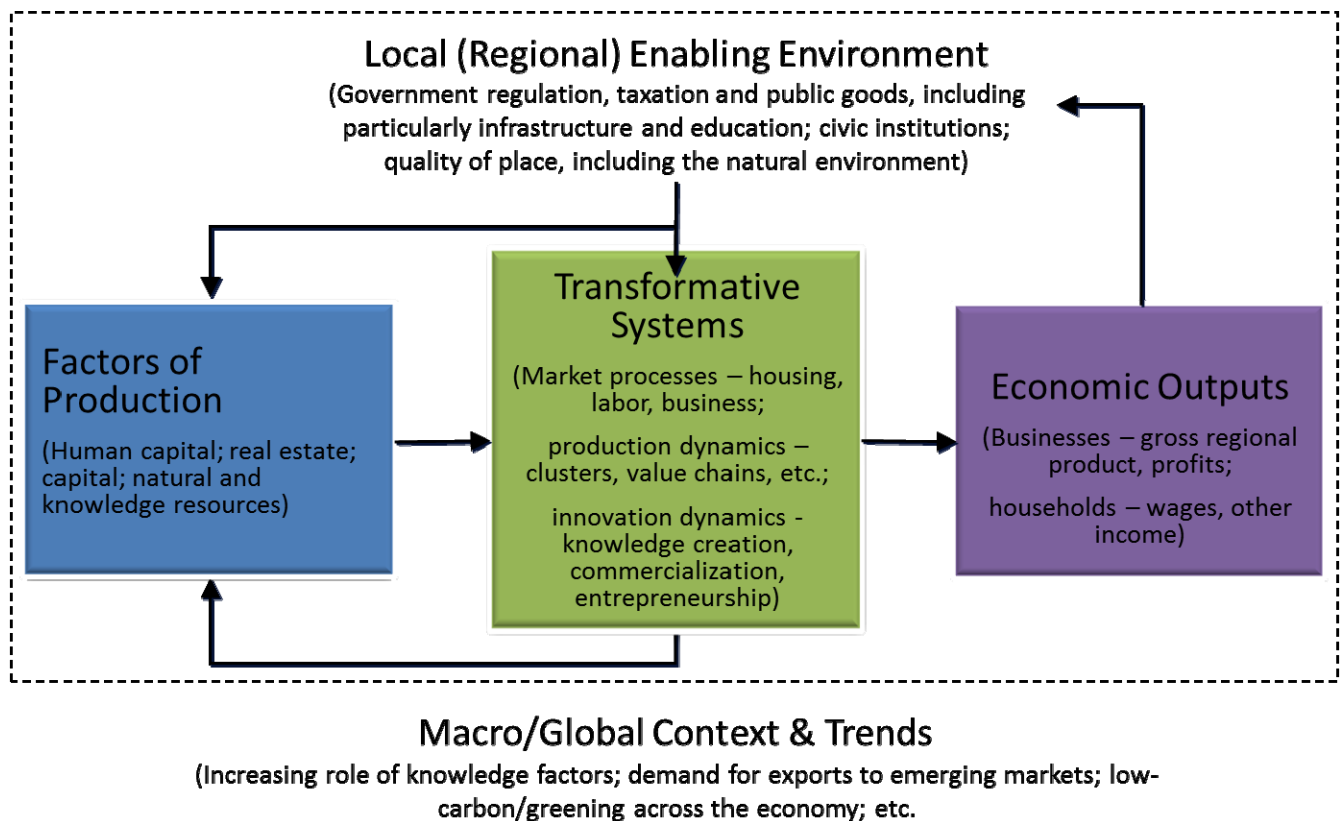 Local (Regional) Enabling Environment
(Government regulation, taxation and public goods, including
particularly infrastructure and education; civic institutions;
quality of place, including the natural environment)
Factors of
Production
(Human capital; real estate;
capital; natural and
knowledge resources)
Transformative
Systems
(Market processes – housing,
labor, business;
production dynamics –
clusters, value chains, etc.;
innovation dynamics -
knowledge creation,
commercialization,
entrepreneurship)
Economic Outputs
(Businesses – gross regional
product, profits;
households – wages, other
income)
Macro/Global Context & Trends
(Increasing role of knowledge factors; demand for exports to emerging markets; low-
carbon/greening across the economy; etc.